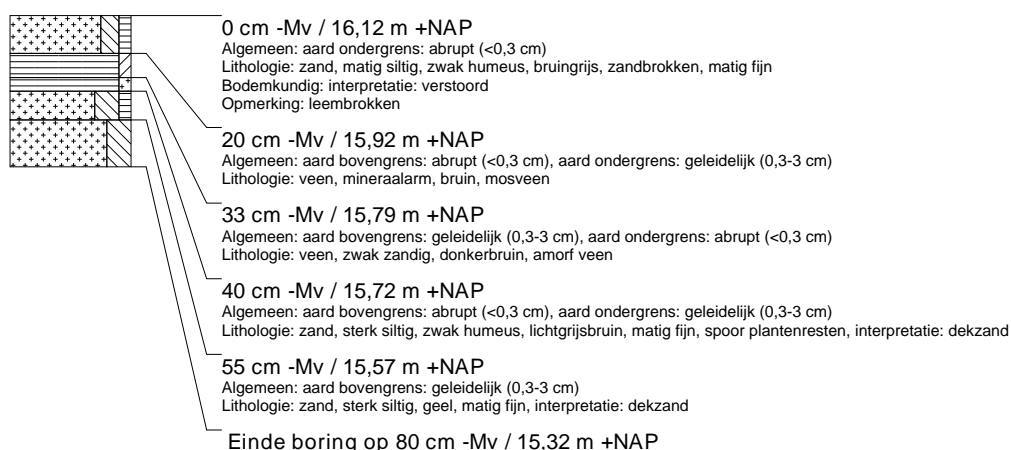 0 cm -Mv / 16,12 m +NAP
Algemeen: aard ondergrens: abrupt (<0,3 cm)
Lithologie: zand, matig siltig, zwak humeus, bruingrijs, zandbrokken, matig fijn
Bodemkundig: interpretatie: verstoord
Opmerking: leembrokken
20 cm -Mv / 15,92 m +NAP
Algemeen: aard bovengrens: abrupt (<0,3 cm), aard ondergrens: geleidelijk (0,3-3 cm)
Lithologie: veen, mineraalarm, bruin, mosveen
33 cm -Mv / 15,79 m +NAP
Algemeen: aard bovengrens: geleidelijk (0,3-3 cm), aard ondergrens: abrupt (<0,3 cm)
Lithologie: veen, zwak zandig, donkerbruin, amorf veen
40 cm -Mv / 15,72 m +NAP
Algemeen: aard bovengrens: abrupt (<0,3 cm), aard ondergrens: geleidelijk (0,3-3 cm)
Lithologie: zand, sterk siltig, zwak humeus, lichtgrijsbruin, matig fijn, spoor plantenresten, interpretatie: dekzand
55 cm -Mv / 15,57 m +NAP
Algemeen: aard bovengrens: geleidelijk (0,3-3 cm)
Lithologie: zand, sterk siltig, geel, matig fijn, interpretatie: dekzand
Einde boring op 80 cm -Mv / 15,32 m +NAP